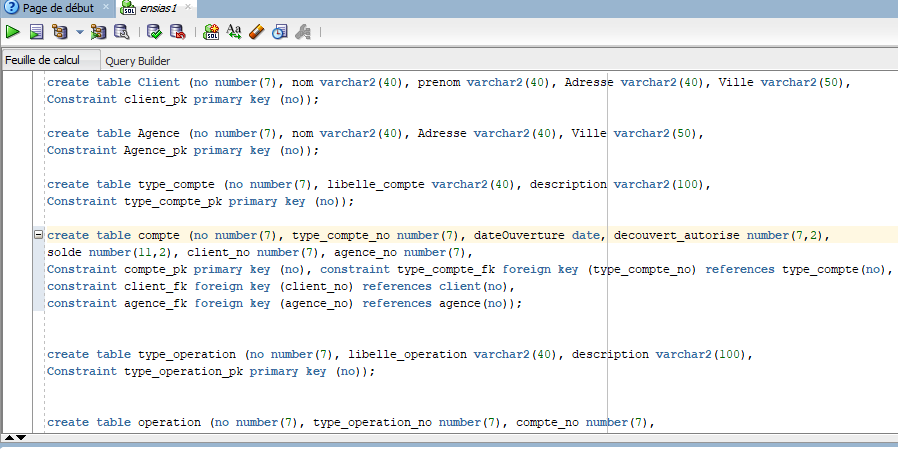 Page de début
ensias1
Feuille de calcul
Query Builder
create table Client (no number(7), nom varchar2(40), prenom varchar2(40), Adresse varchar2(40), Ville varchar2(50),
Constraint client_pk primary key (no));
create table Agence (no number(7), nom varchar2(40), Adresse varchar2(40), Ville varchar2(50),
Constraint Agence_pk primary key (no));
create table type_compte (no number(7), libelle_compte varchar2(40), description varchar2(100),
Constraint type_compte_pk primary key (no));
create table compte (no number(7), type_compte_no number(7), dateOuverture date, decouvert_autorise number(7,2),
solde number(11,2), client_no number(7), agence_no number(7),
Constraint compte_pk primary key (no), constraint type_compte_fk foreign key (type_compte_no) references type_compte(no),
constraint client_fk foreign key (client_no) references client(no),
constraint agence_fk foreign key (agence_no) references agence(no));
create table type_operation (no number(7), libelle_operation varchar2(40), description varchar2(100),
Constraint type_operation_pk primary key (no));
create table operation (no number(7), type_operation_no number(7), compte_no number(7),